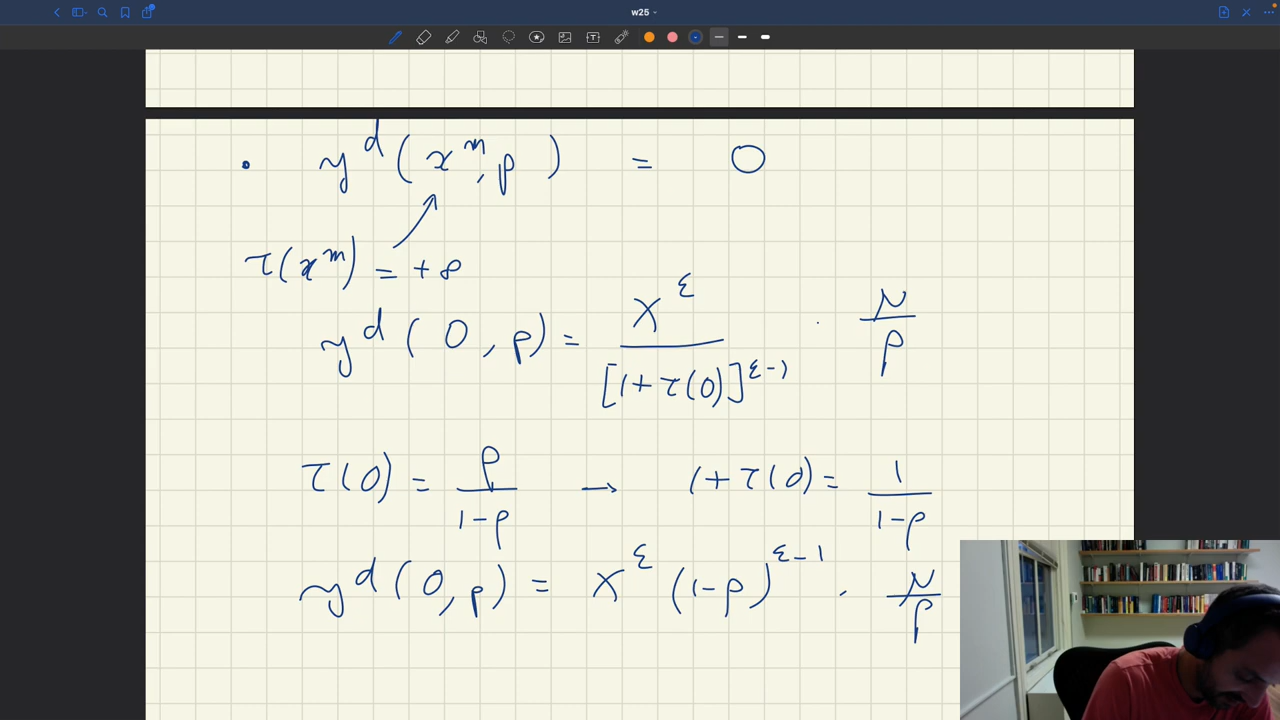 w25
• y^d ( x^m, p ) = 0
τ(x^m) = +∞
y^d ( 0 , p) = χ^ε / [1 + τ(0)]^{ε-1} · μ/p
τ(0) = ρ/(1-ρ) → 1 + τ(0) = 1/(1-ρ)
y^d ( 0, p) = χ^ε (1-ρ)^{ε-1} · μ/p